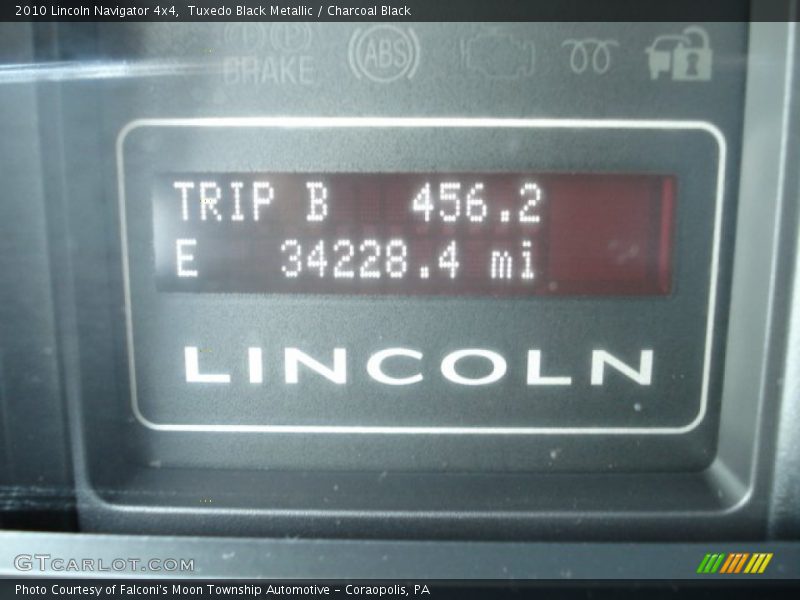 2010 Lincoln Navigator 4x4, Tuxedo Black Metallic / Charcoal Black
BRAKE ABS
TRIP B 456.2
E 34228.4 mi
LINCOLN
GTCARLOT.COM
Photo Courtesy of Falconi's Moon Township Automotive - Coraopolis, PA